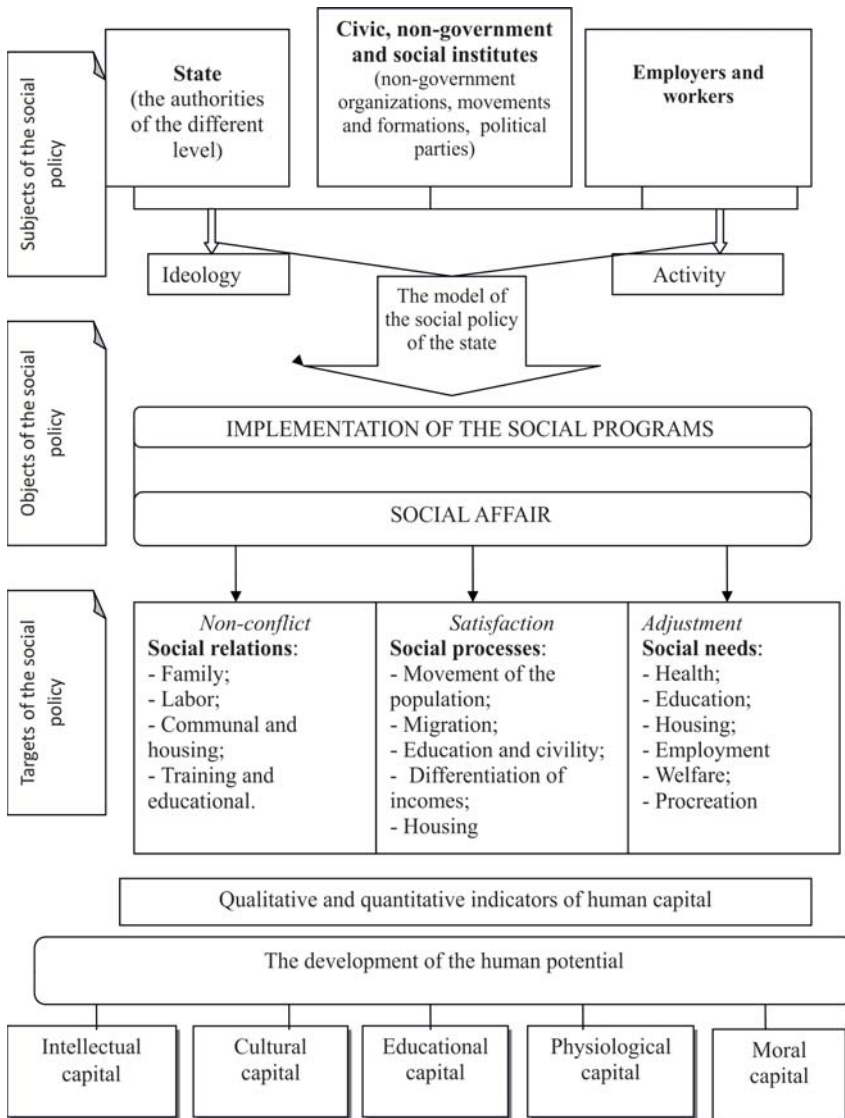 Subjects of the social
policy
State
(the authorities
of the different
level)
Civic, non-government
and social institutes
(non-government
organizations, movements
and formations, political
parties)
Employers and
workers
Ideology
Activity
The model of
the social policy
of the state
Objects of the social
policy
IMPLEMENTATION OF THE SOCIAL PROGRAMS
SOCIAL AFFAIR
Targets of the social
policy
Non-conflict
Social relations:
- Family;
- Labor;
- Communal and
housing;
- Training and
educational.
Satisfaction
Social processes:
- Movement of the
population;
- Migration;
- Education and civility;
- Differentiation of
incomes;
- Housing
Adjustment
Social needs:
- Health;
- Education;
- Housing;
- Employment
- Welfare;
- Procreation
Qualitative and quantitative indicators of human capital
The development of the human potential
Intellectual
capital
Cultural
capital
Educational
capital
Physiological
capital
Moral
capital